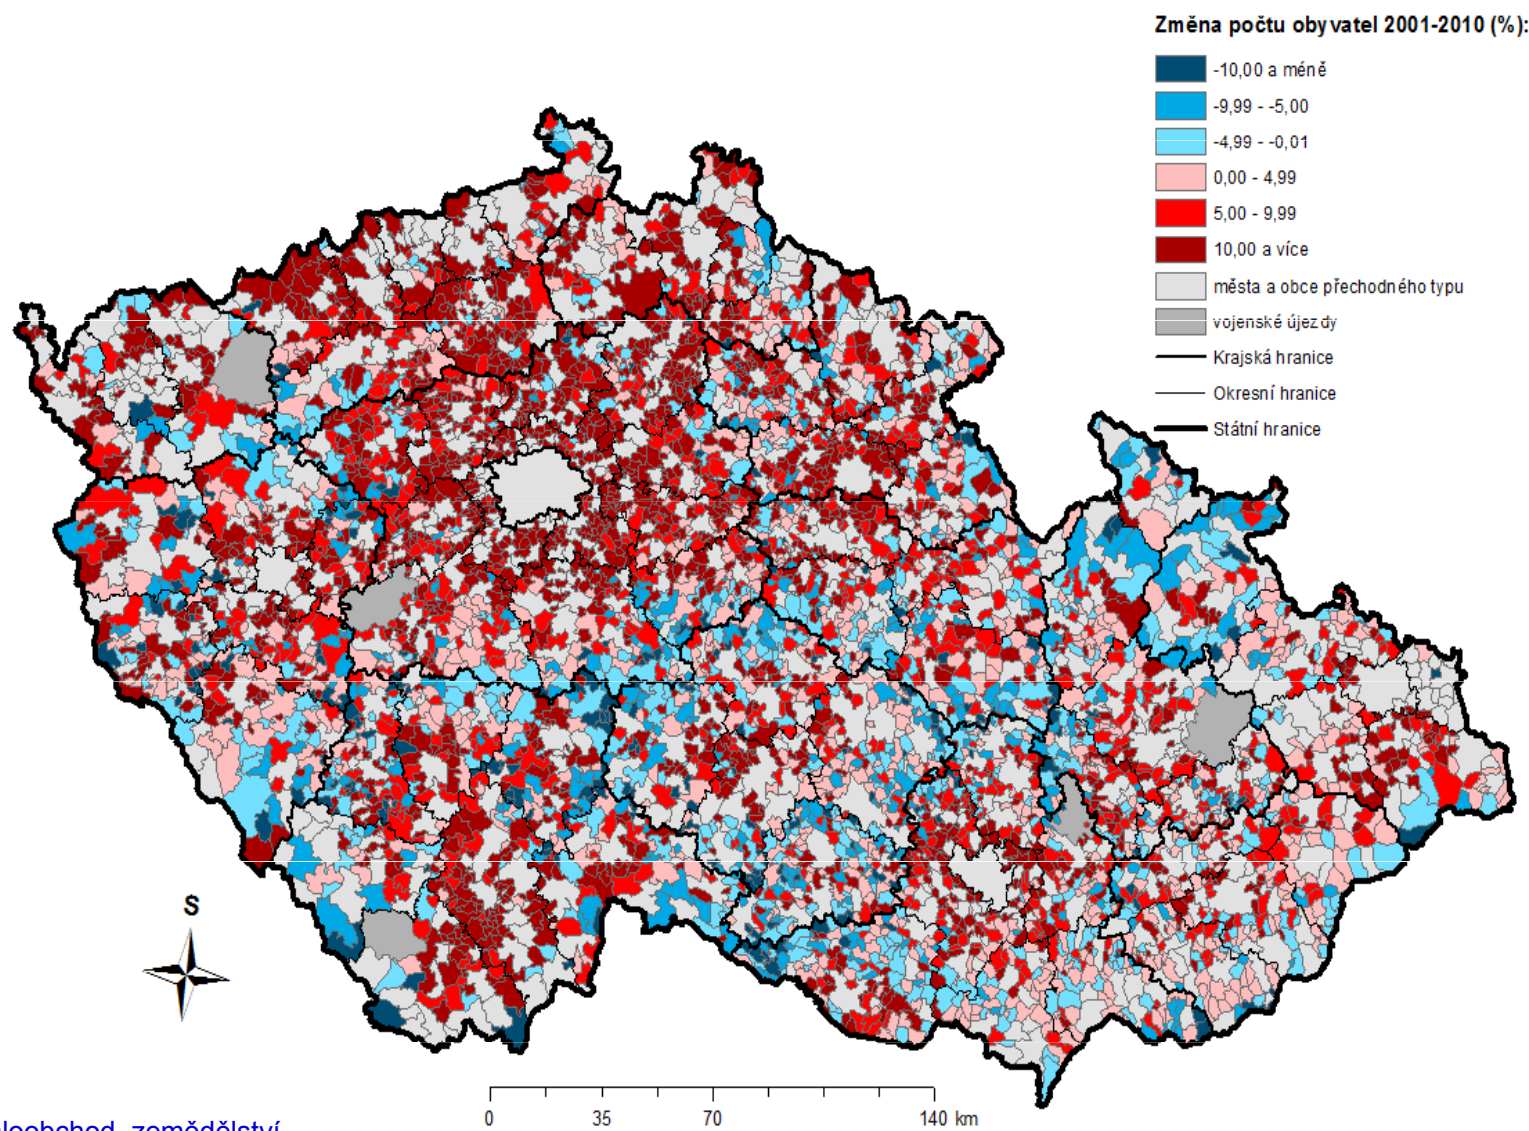 Změna počtu obyvatel 2001-2010 (%):
-10,00 a méně
-9,99 - -5,00
-4,99 - -0,01
0,00 - 4,99
5,00 - 9,99
10,00 a více
města a obce přechodného typu
vojenské újezdy
Krajská hranice
Okresní hranice
Státní hranice
S
0 35 70 140 km
zemědělství